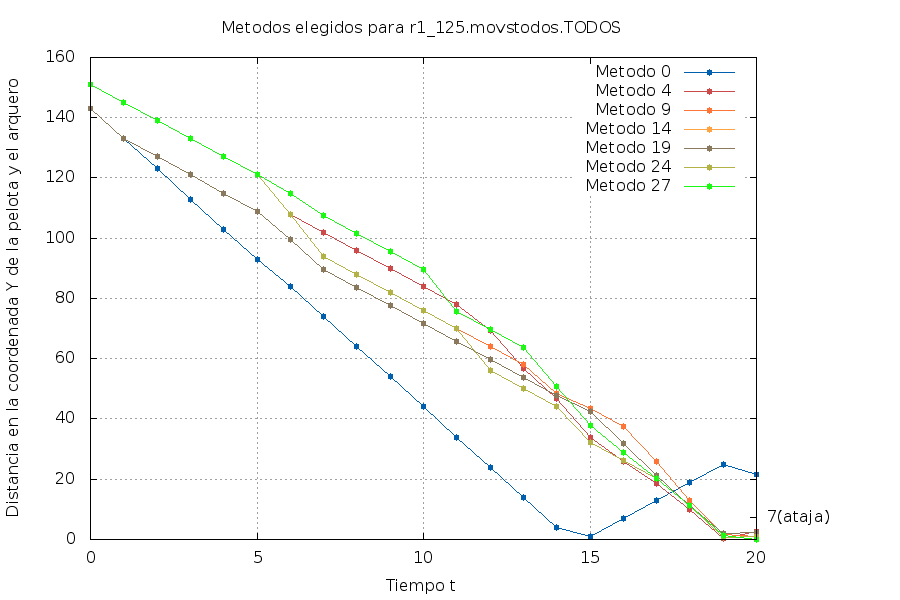 Metodos elegidos para r1_125.movstodos.TODOS
Distancia en la coordenada Y de la pelota y el arquero
160
140
120
100
80
60
40
20
0
Metodo 0
Metodo 4
Metodo 9
Metodo 14
Metodo 19
Metodo 24
Metodo 27
7(ataja)
0 5 10 15 20
Tiempo t